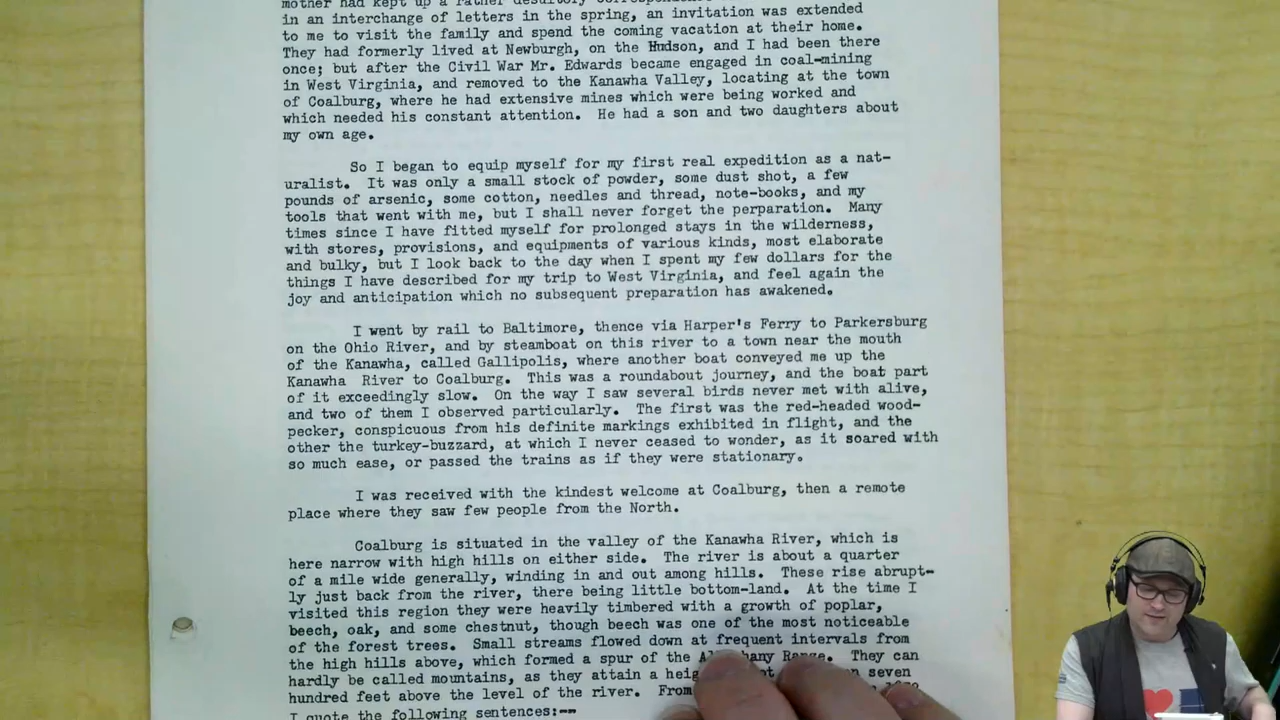 mother had kept up a rather desultory
in an interchange of letters in the spring, an invitation was extended
to me to visit the family and spend the coming vacation at their home.
They had formerly lived at Newburgh, on the Hudson, and I had been there
once; but after the Civil War Mr. Edwards became engaged in coal-mining
in West Virginia, and removed to the Kanawha Valley, locating at the town
of Coalburg, where he had extensive mines which were being worked and
which needed his constant attention. He had a son and two daughters about
my own age.
So I began to equip myself for my first real expedition as a nat-
uralist. It was only a small stock of powder, some dust shot, a few
pounds of arsenic, some cotton, needles and thread, note-books, and my
tools that went with me, but I shall never forget the perparation. Many
times since I have fitted myself for prolonged stays in the wilderness,
with stores, provisions, and equipments of various kinds, most elaborate
and bulky, but I look back to the day when I spent my few dollars for the
things I have described for my trip to West Virginia, and feel again the
joy and anticipation which no subsequent preparation has awakened.
I went by rail to Baltimore, thence via Harper's Ferry to Parkersburg
on the Ohio River, and by steamboat on this river to a town near the mouth
of the Kanawha, called Gallipolis, where another boat conveyed me up the
Kanawha River to Coalburg. This was a roundabout journey, and the boat part
of it exceedingly slow. On the way I saw several birds never met with alive,
and two of them I observed particularly. The first was the red-headed wood-
pecker, conspicuous from his definite markings exhibited in flight, and the
other the turkey-buzzard, at which I never ceased to wonder, as it soared with
so much ease, or passed the trains as if they were stationary.
I was received with the kindest welcome at Coalburg, then a remote
place where they saw few people from the North.
Coalburg is situated in the valley of the Kanawha River, which is
here narrow with high hills on either side. The river is about a quarter
of a mile wide generally, winding in and out among hills. These rise abrupt-
ly just back from the river, there being little bottom-land. At the time I
visited this region they were heavily timbered with a growth of poplar,
beech, oak, and some chestnut, though beech was one of the most noticeable
of the forest trees. Small streams flowed down at frequent intervals from
the high hills above, which formed a spur of the Range. They can
hardly be called mountains, as they attain a seven
hundred feet above the level of the river. From
I quote the following sentences:--